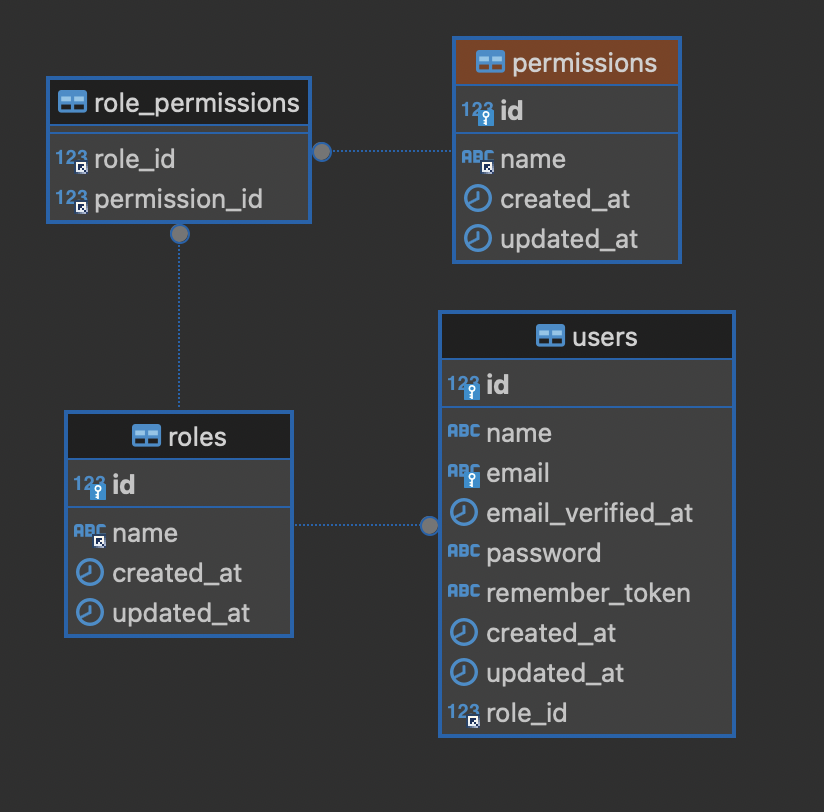 role_permissions
123 role_id
123 permission_id
permissions
123 id
ABC name
created_at
updated_at
roles
123 id
ABC name
created_at
updated_at
users
123 id
ABC name
ABC email
email_verified_at
ABC password
ABC remember_token
created_at
updated_at
123 role_id